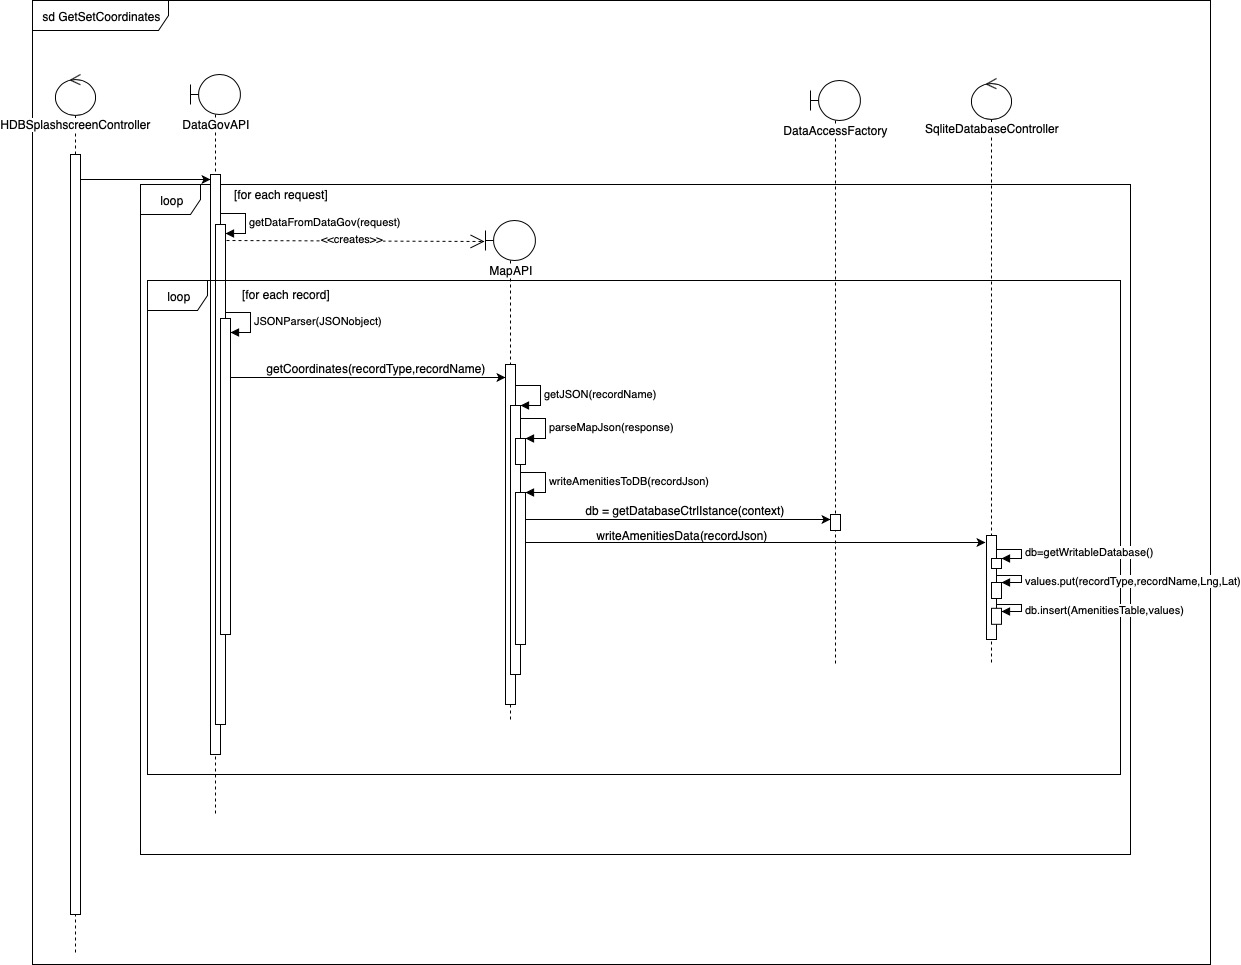 sd GetSetCoordinates
HDBSplashscreenController
DataGovAPI
DataAccessFactory
SqliteDatabaseController
loop
[for each request]
getDataFromDataGov(request)
<<creates>>
MapAPI
loop
[for each record]
JSONParser(JSONobject)
getCoordinates(recordType,recordName)
getJSON(recordName)
parseMapJson(response)
writeAmenitiesToDB(recordJson)
db = getDatabaseCtrlIstance(context)
writeAmenitiesData(recordJson)
db=getWritableDatabase()
values.put(recordType,recordName,Lng,Lat)
db.insert(AmenitiesTable,values)